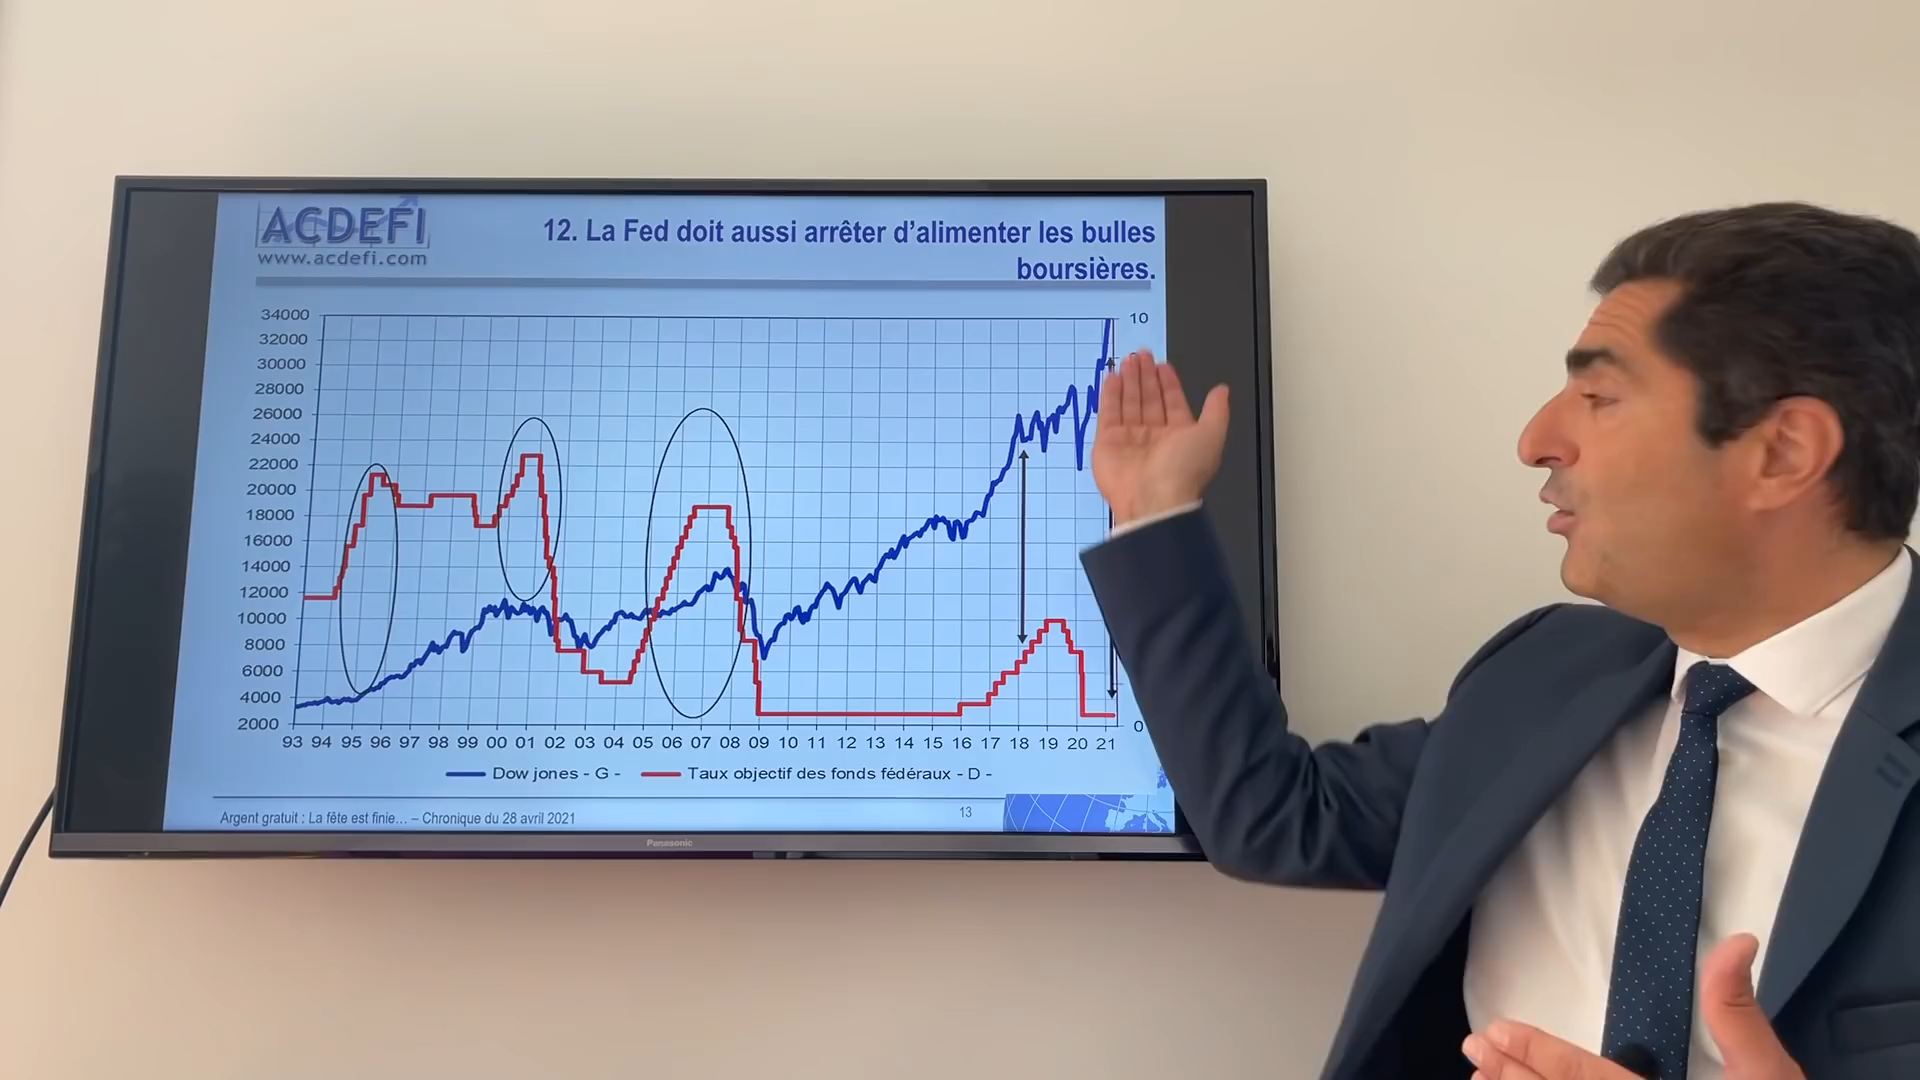 ACDEFI
www.acdefi.com
12. La Fed doit aussi arrêter d'alimenter les bulles
boursières.
34000
32000
30000
28000
26000
24000
22000
20000
18000
16000
14000
12000
10000
8000
6000
4000
2000
10
0
93 94 95 96 97 98 99 00 01 02 03 04 05 06 07 08 09 10 11 12 13 14 15 16 17 18 19 20 21
Dow jones - G - Taux objectif des fonds fédéraux - D -
Argent gratuit : La fête est finie… – Chronique du 28 avril 2021
13
Panasonic